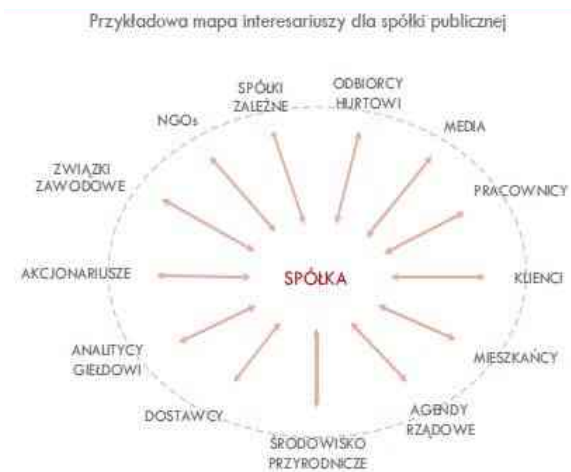 Przykładowa mapa interesariuszy dla spółki publicznej
SPÓŁKI
ZALEŻNE
ODBIORCY
HURTOWI
NGOs
MEDIA
ZWIĄZKI
ZAWODOWE
PRACOWNICY
AKCJONARIUSZE
SPÓŁKA
KLIENCI
ANALITYCY
GIEŁDOWI
MIESZKAŃCY
DOSTAWCY
AGENDY
RZĄDOWE
ŚRODOWISKO
PRZYRODNICZE